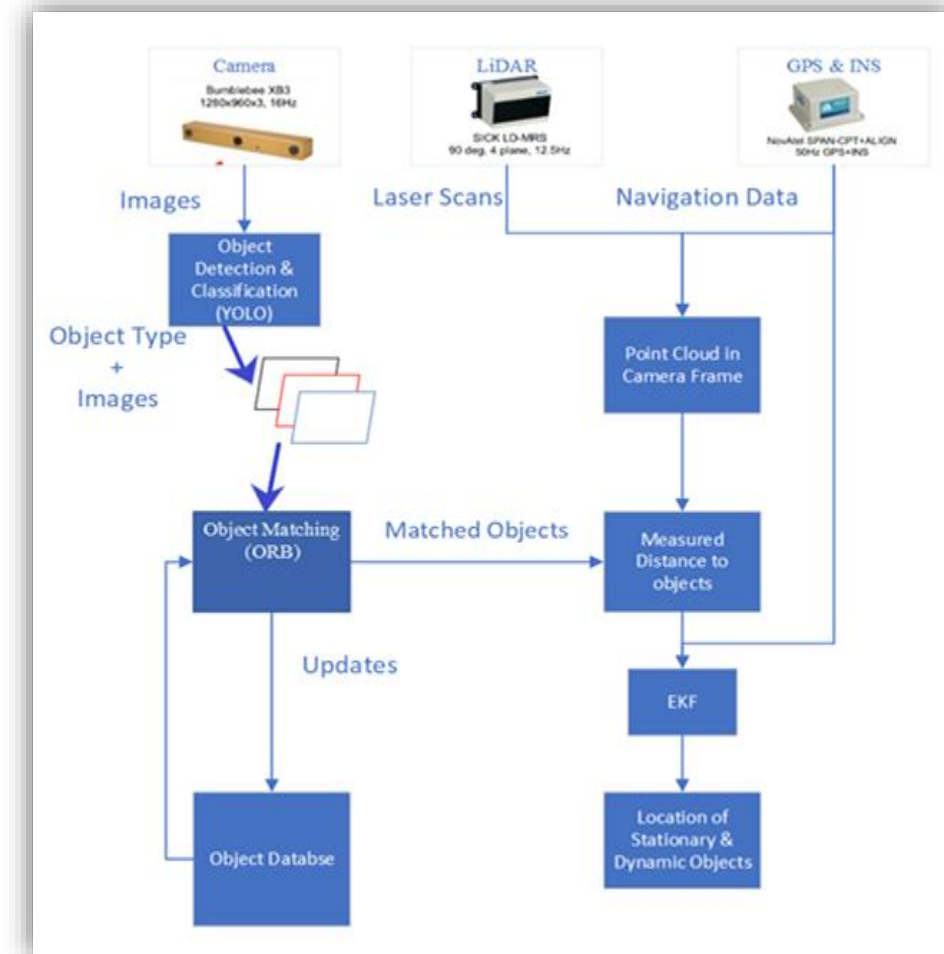 Camera
Bumblebee XB3
1280x960x3, 16Hz
LiDAR
SICK LD-MRS
90 deg. 4 plane, 12.5Hz
GPS & INS
NovAtel SPAN-CPT+ALIGN
50Hz GPS+INS
Images
Laser Scans
Navigation Data
Object
Detection &
Classification
(YOLO)
Object Type
+
Images
Point Cloud in
Camera Frame
Object Matching
(ORB)
Matched Objects
Measured
Distance to
objects
Updates
EKF
Object Databse
Location of
Stationary &
Dynamic Objects